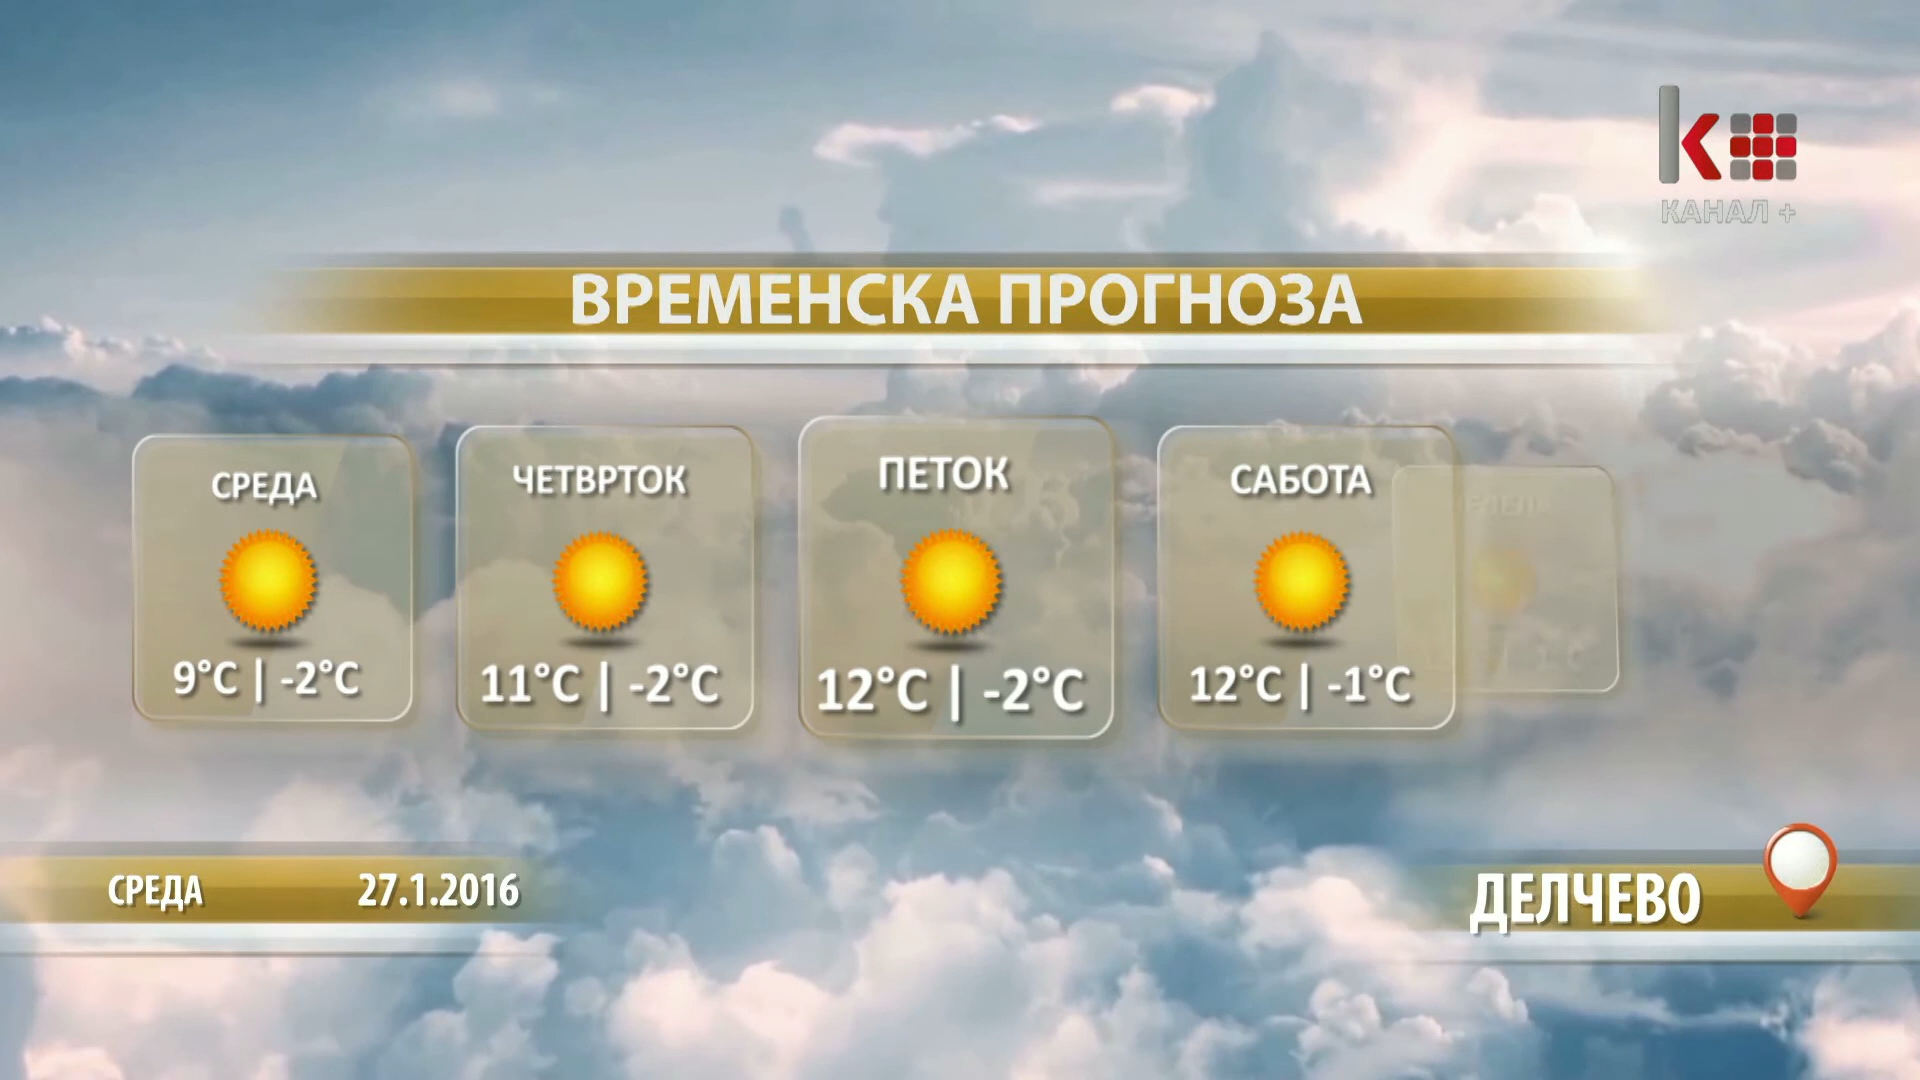 КАНАЛ +
ВРЕМЕНСКА ПРОГНОЗА
СРЕДА
9°C | -2°C
ЧЕТВРТОК
11°C | -2°C
ПЕТОК
12°C | -2°C
САБОТА
12°C | -1°C
СРЕДА 27.1.2016
ДЕЛЧЕВО